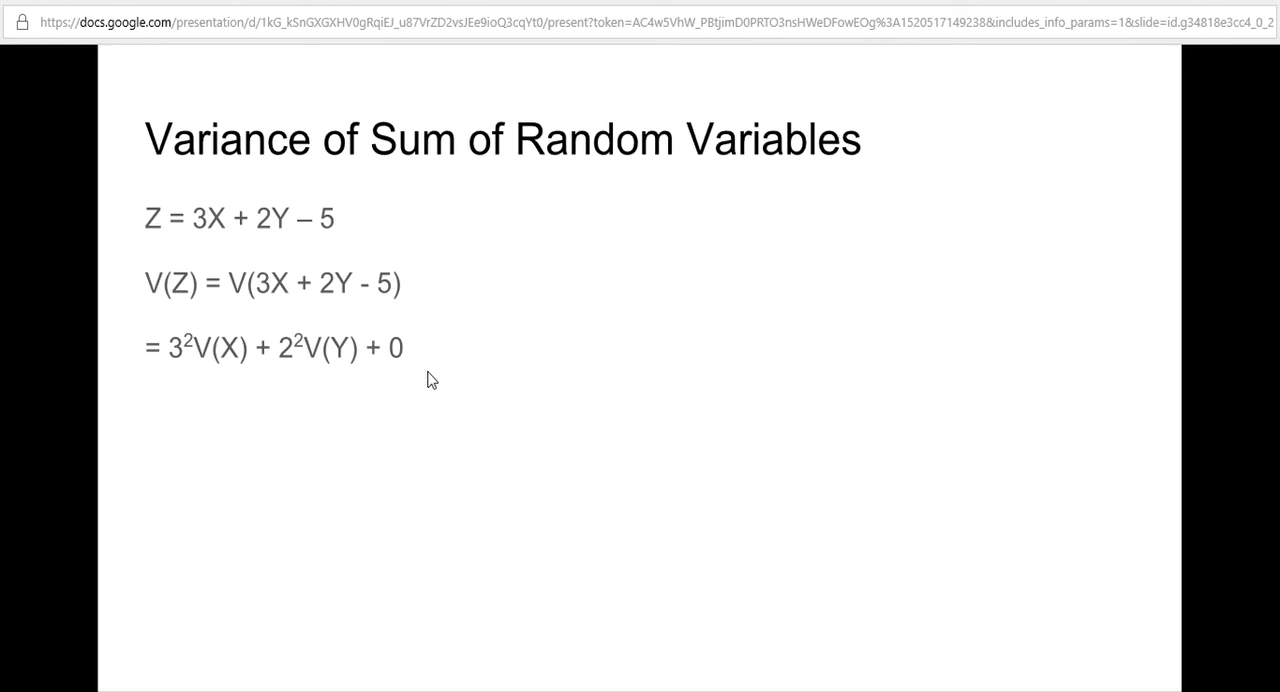 https://docs.google.com/presentation/d/1kG_kSnGXGXHV0gRqiEJ_u87VrZD2vsJEe9ioQ3cqYt0/present?token=AC4w5VhW_PBtjimD0PRTO3nsHWeDFowEOg%3A1520517149238&includes_info_params=1&slide=id.g34818e3cc4_0_2
Variance of Sum of Random Variables
Z = 3X + 2Y – 5
V(Z) = V(3X + 2Y - 5)
= 3²V(X) + 2²V(Y) + 0